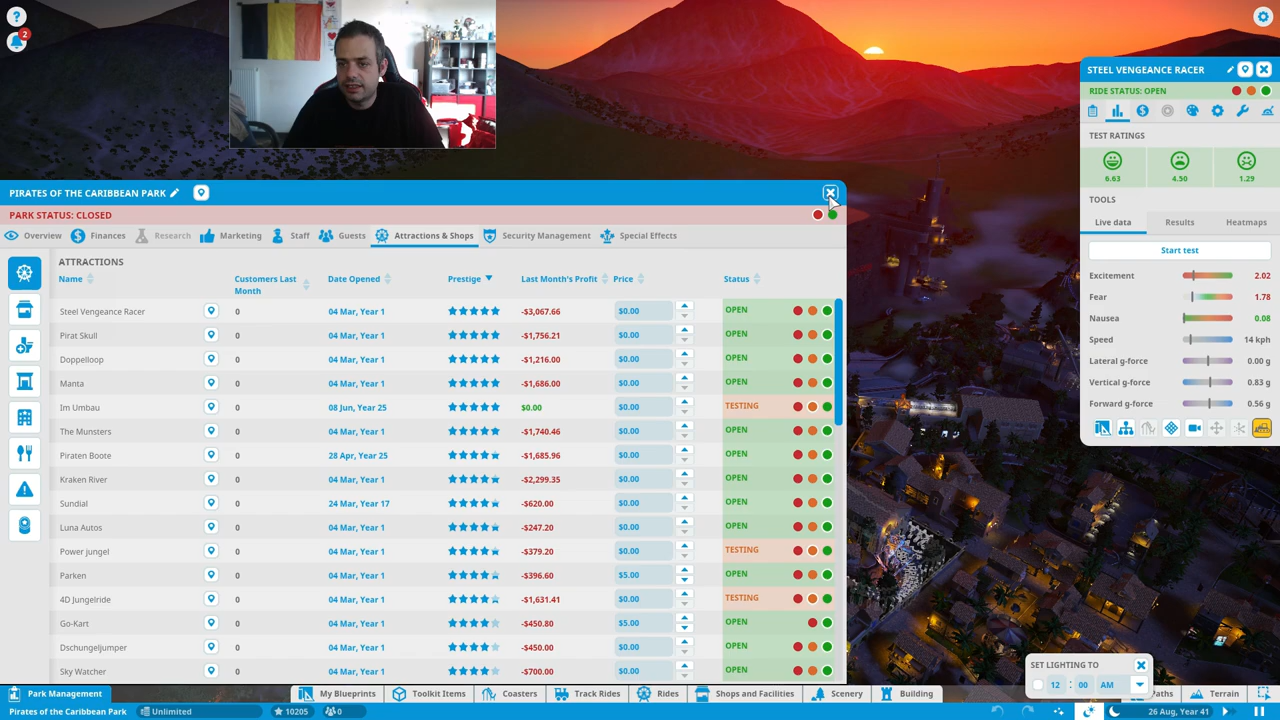 ?
2
PIRATES OF THE CARIBBEAN PARK
PARK STATUS: CLOSED
Overview Finances Research Marketing Staff Guests Attractions & Shops Security Management Special Effects
ATTRACTIONS
Name Customers Last Month Date Opened Prestige Last Month's Profit Price Status
Steel Vengeance Racer 0 04 Mar, Year 1 -$3,067.66 $0.00 OPEN
Pirat Skull 0 04 Mar, Year 1 -$1,756.21 $0.00 OPEN
Doppelloop 0 04 Mar, Year 1 -$1,216.00 $0.00 OPEN
Manta 0 04 Mar, Year 1 -$1,686.00 $0.00 OPEN
Im Umbau 0 08 Jun, Year 25 $0.00 $0.00 TESTING
The Munsters 0 04 Mar, Year 1 -$1,740.46 $0.00 OPEN
Piraten Boote 0 28 Apr, Year 25 -$1,685.96 $0.00 OPEN
Kraken River 0 04 Mar, Year 1 -$2,299.35 $0.00 OPEN
Sundial 0 24 Mar, Year 17 -$620.00 $0.00 OPEN
Luna Autos 0 04 Mar, Year 1 -$247.20 $0.00 OPEN
Power jungel 0 04 Mar, Year 1 -$379.20 $0.00 TESTING
Parken 0 04 Mar, Year 1 -$396.60 $5.00 OPEN
4D Jungelride 0 04 Mar, Year 1 -$1,631.41 $0.00 TESTING
Go-Kart 0 04 Mar, Year 1 -$450.80 $5.00 OPEN
Dschungeljumper 0 04 Mar, Year 1 -$450.00 $0.00 OPEN
Sky Watcher 0 04 Mar, Year 1 -$700.00 $0.00 OPEN
STEEL VENGEANCE RACER
RIDE STATUS: OPEN
TEST RATINGS
6.63 4.50 1.29
TOOLS
Live data Results Heatmaps
Start test
Excitement 2.02
Fear 1.78
Nausea 0.08
Speed 14 kph
Lateral g-force 0.00 g
Vertical g-force 0.83 g
Forward g-force 0.56 g
SET LIGHTING TO
12 : 00 AM
Park Management My Blueprints Toolkit Items Coasters Track Rides Rides Shops and Facilities Scenery Building Paths Terrain
Pirates of the Caribbean Park Unlimited 10205 0 26 Aug, Year 41